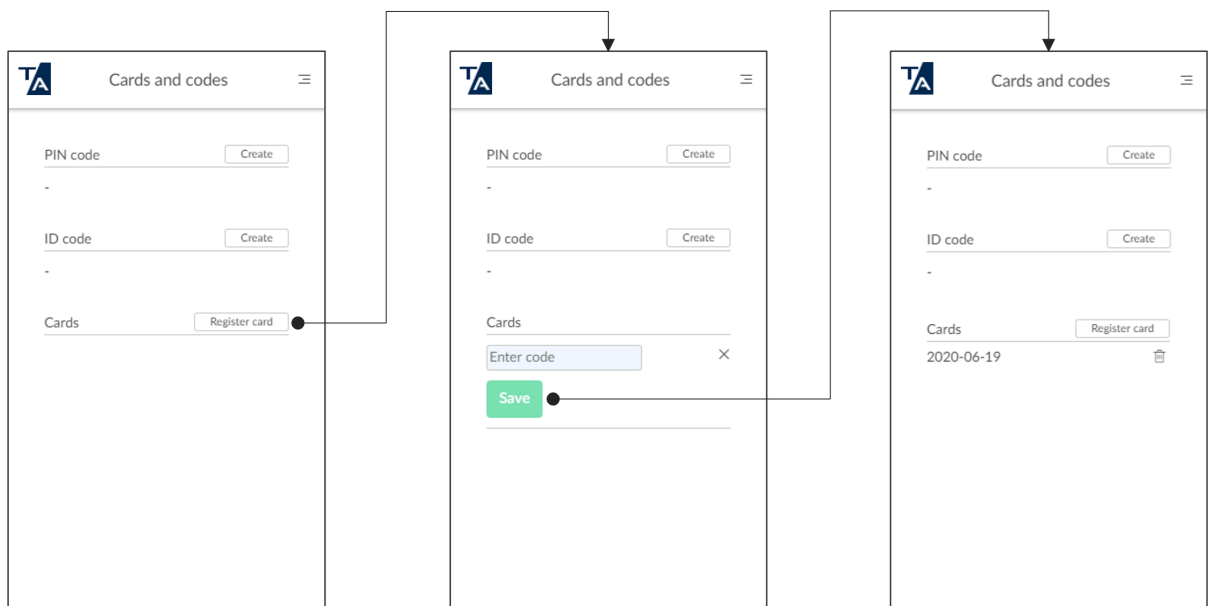 TA Cards and codes
PIN code Create
-
ID code Create
-
Cards Register card
TA Cards and codes
PIN code Create
-
ID code Create
-
Cards
Enter code
Save
TA Cards and codes
PIN code Create
-
ID code Create
-
Cards Register card
2020-06-19